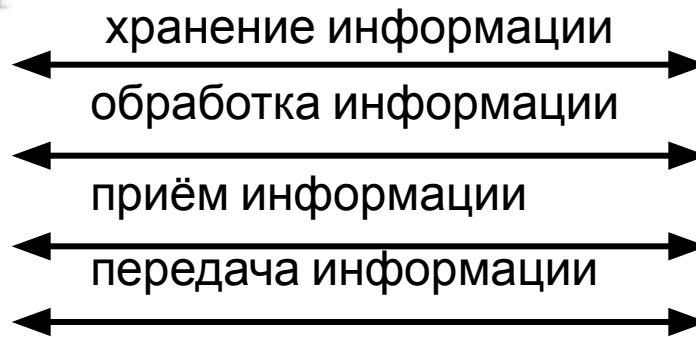 хранение информации
обработка информации
приём информации
передача информации